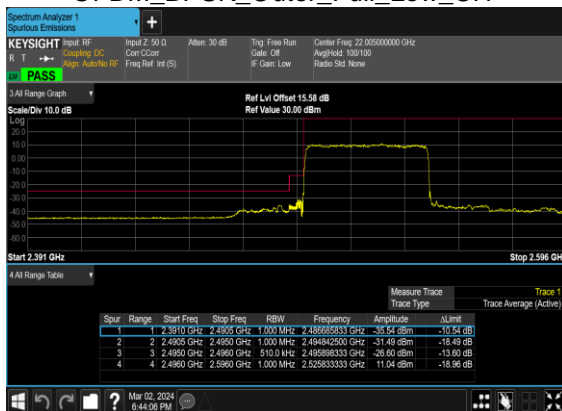 Spectrum Analyzer 1
Spurious Emissions
KEYSIGHT Input: RF Input Z: 50 Ω Atten: 30 dB Trig: Free Run Center Freq: 22.005000000 GHz
R T Coupling: DC Corr CCorr Gate: Off Avg|Hold: 100/100
Align: Auto/No RF Freq Ref: Int (S) IF Gain: Low Radio Std: None
PASS
3 All Range Graph Ref Lvl Offset 15.58 dB
Scale/Div 10.0 dB Ref Value 30.00 dBm
Log
20.0
10.0
0.00
-10.0
-20.0
-30.0
-40.0
-50.0
-60.0
Start 2.391 GHz Stop 2.596 GH
4 All Range Table
Measure Trace Trace 1
Trace Type Trace Average (Active)
Spur Range Start Freq Stop Freq RBW Frequency Amplitude ΔLimit
1 1 2.3910 GHz 2.4905 GHz 1.000 MHz 2.486685833 GHz -35.54 dBm -10.54 dB
2 2 2.4905 GHz 2.4950 GHz 1.000 MHz 2.494842500 GHz -31.49 dBm -18.49 dB
3 3 2.4950 GHz 2.4960 GHz 510.0 kHz 2.495898333 GHz -26.60 dBm -13.60 dB
4 4 2.4960 GHz 2.5960 GHz 1.000 MHz 2.525833333 GHz 11.04 dBm -18.96 dB
Mar 02, 2024
6:44:06 PM